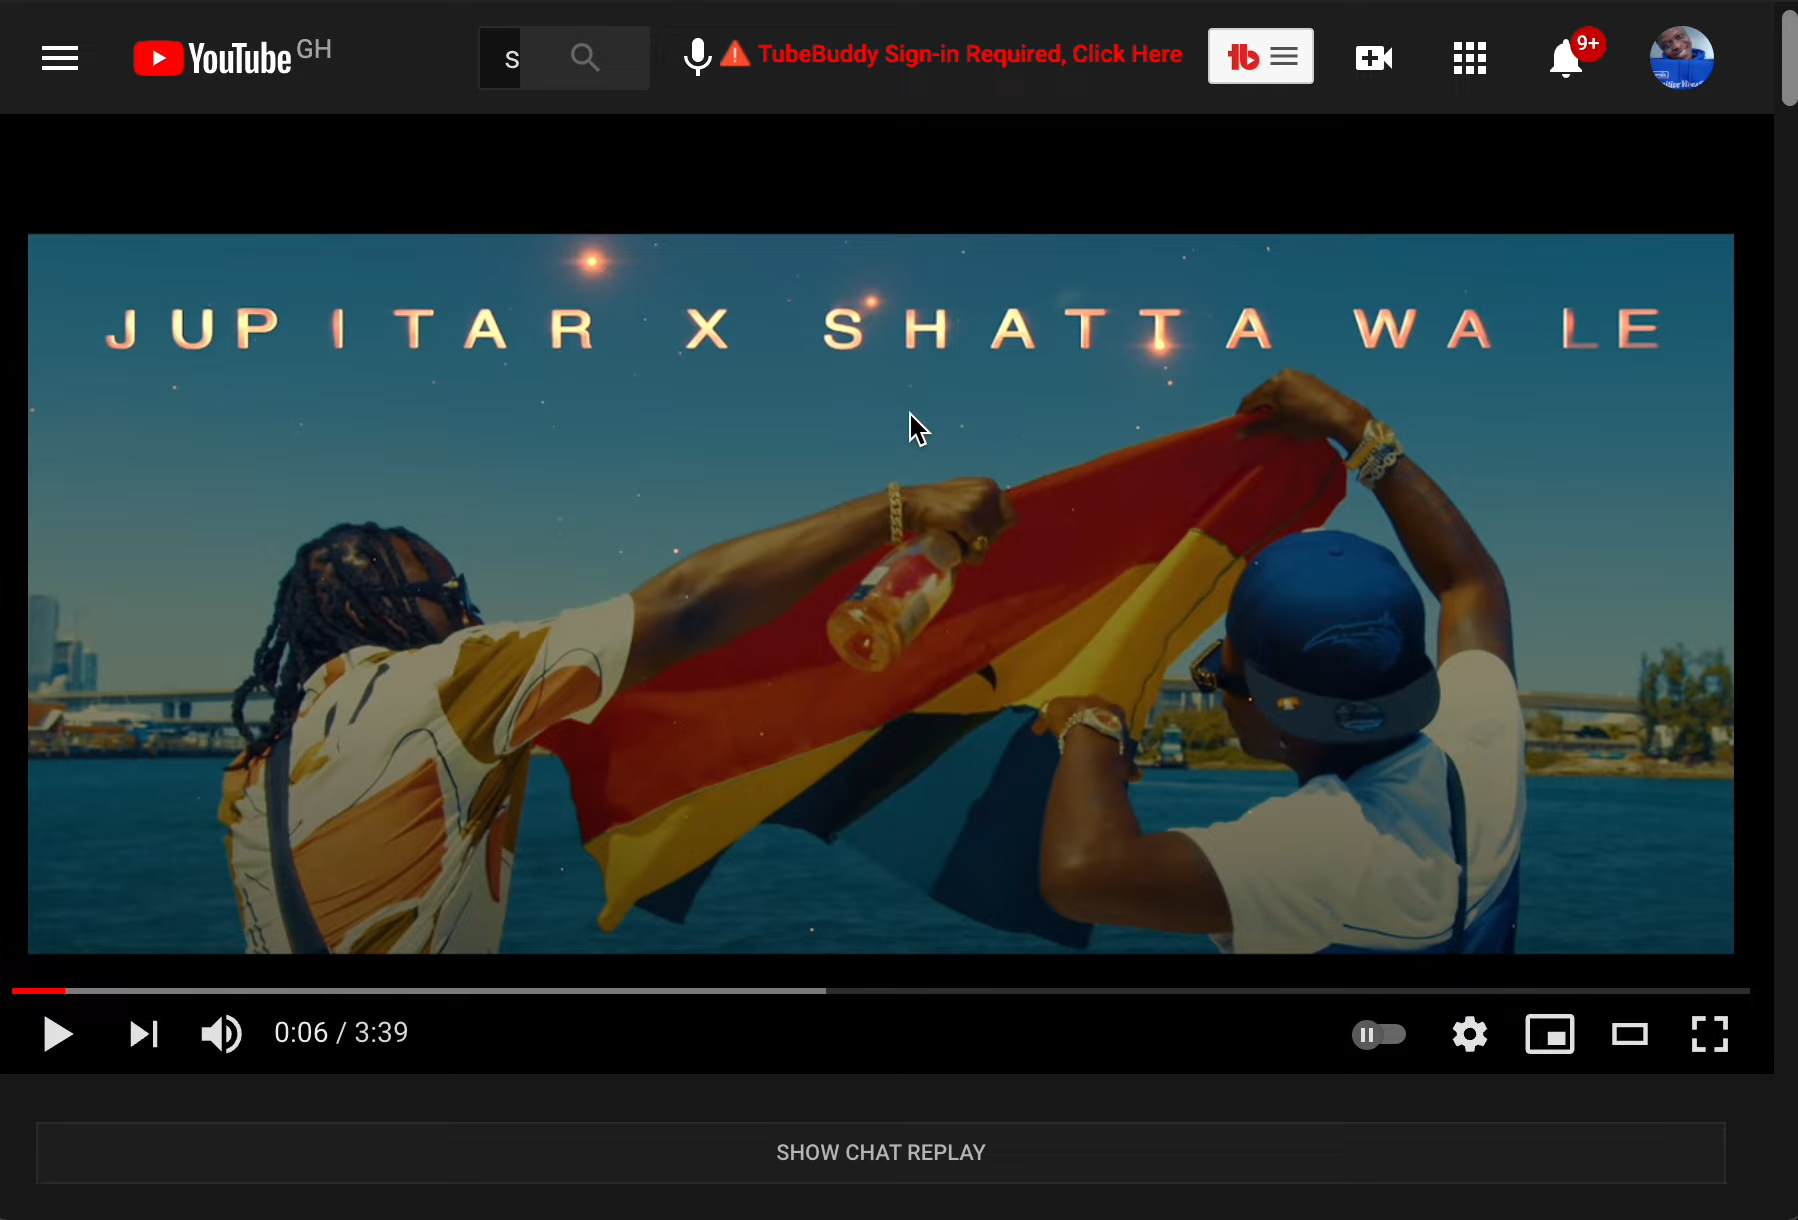 YouTube GH
s
TubeBuddy Sign-in Required, Click Here
tb
9+
JUPITAR X SHATTA WALE
0:06 / 3:39
SHOW CHAT REPLAY